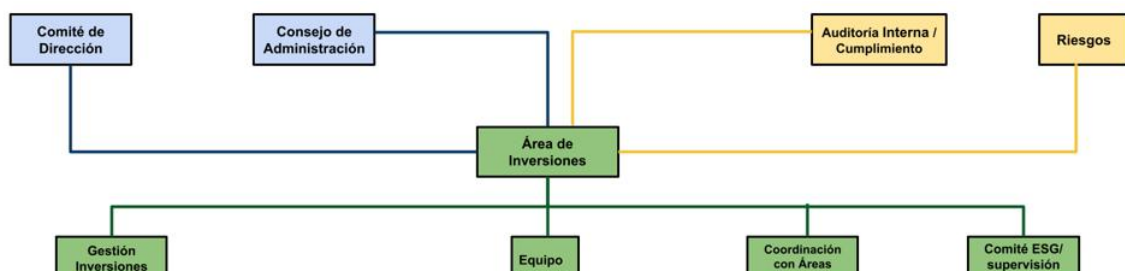 Comité de
Dirección
Consejo de
Administración
Auditoría Interna /
Cumplimiento
Riesgos
Área de
Inversiones
Gestión
Inversiones
Equipo
Coordinación
con Áreas
Comité ESG/
supervisión